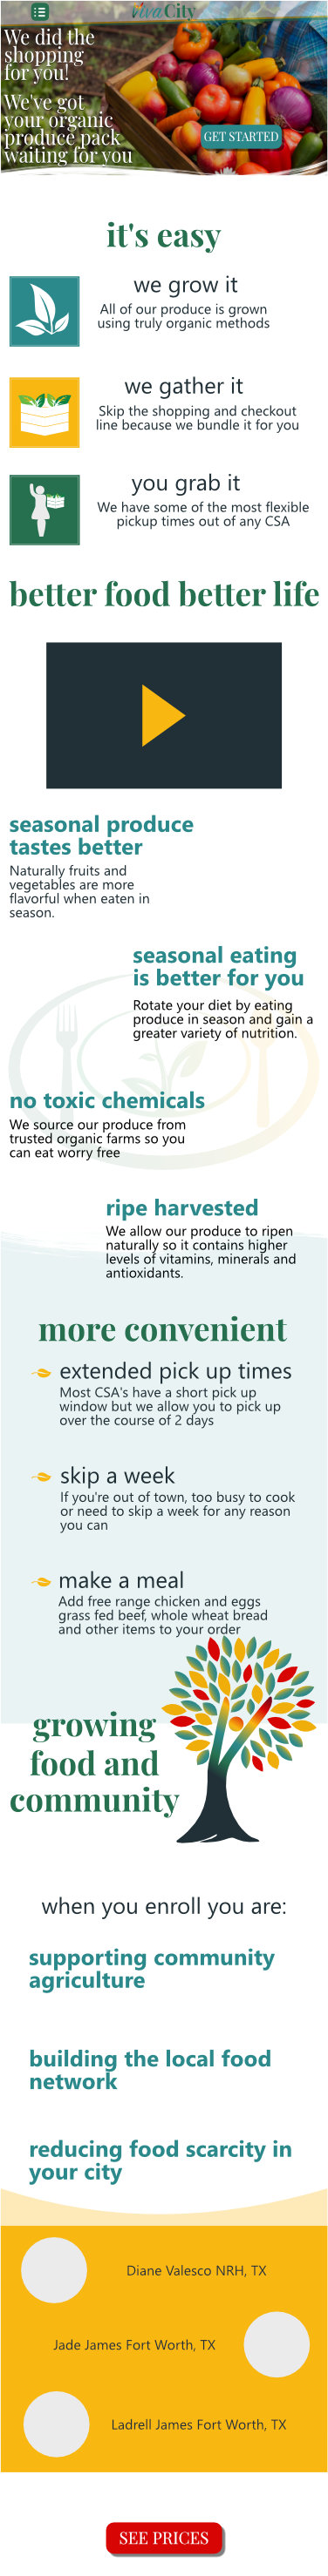 vivaCity
We did the
shopping
for you!
We've got
your organic
produce pack
waiting for you
GET STARTED
it's easy
we grow it
All of our produce is grown
using truly organic methods
we gather it
Skip the shopping and checkout
line because we bundle it for you
you grab it
We have some of the most flexible
pickup times out of any CSA
better food better life
seasonal produce
tastes better
Naturally fruits and
vegetables are more
flavorful when eaten in
season.
seasonal eating
is better for you
Rotate your diet by eating
produce in season and gain a
greater variety of nutrition.
no toxic chemicals
We source our produce from
trusted organic farms so you
can eat worry free
ripe harvested
We allow our produce to ripen
naturally so it contains higher
levels of vitamins, minerals and
antioxidants.
more convenient
extended pick up times
Most CSA's have a short pick up
window but we allow you to pick up
over the course of 2 days
skip a week
If you're out of town, too busy to cook
or need to skip a week for any reason
you can
make a meal
Add free range chicken and eggs
grass fed beef, whole wheat bread
and other items to your order
growing
food and
community
when you enroll you are:
supporting community
agriculture
building the local food
network
reducing food scarcity in
your city
Diane Valesco NRH, TX
Jade James Fort Worth, TX
Ladrell James Fort Worth, TX
SEE PRICES